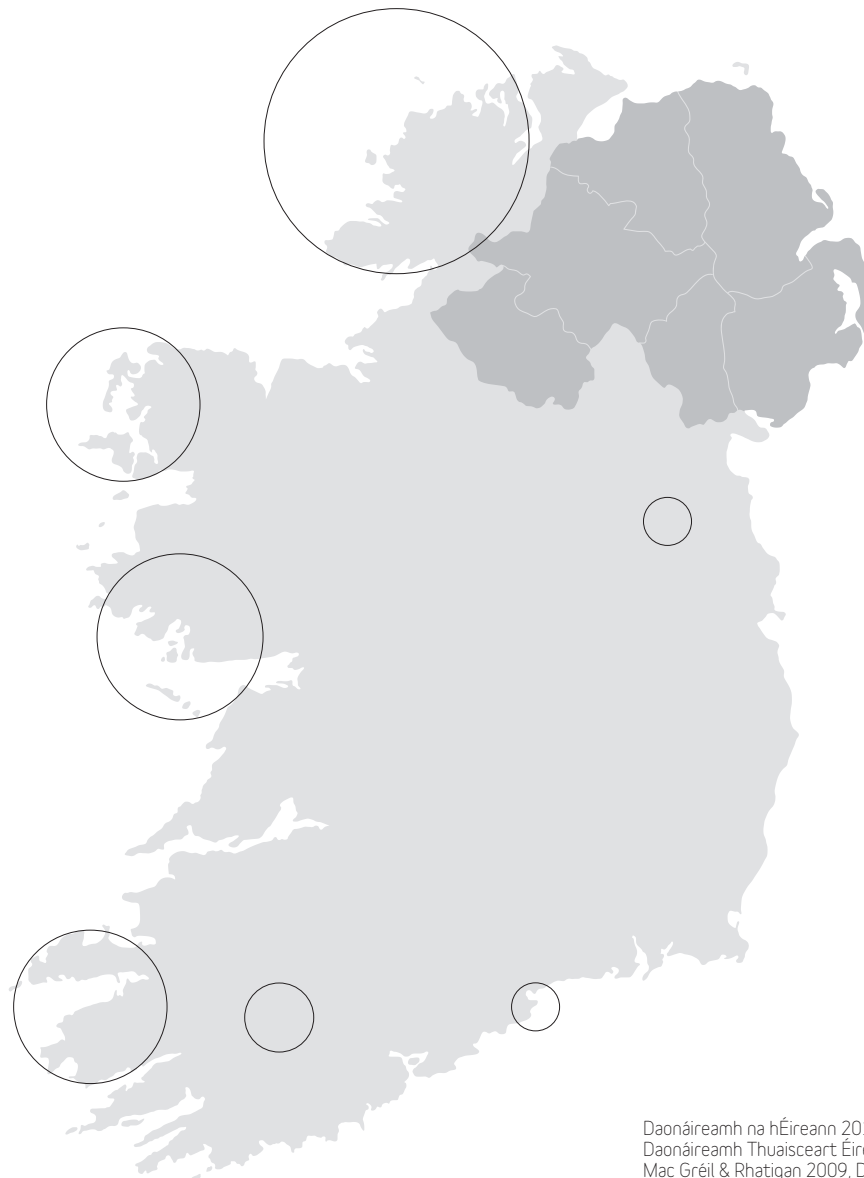 Daonáireamh na hÉireann
Daonáireamh Thuaisceart
Mac Gréil & Rhatigan 2009,